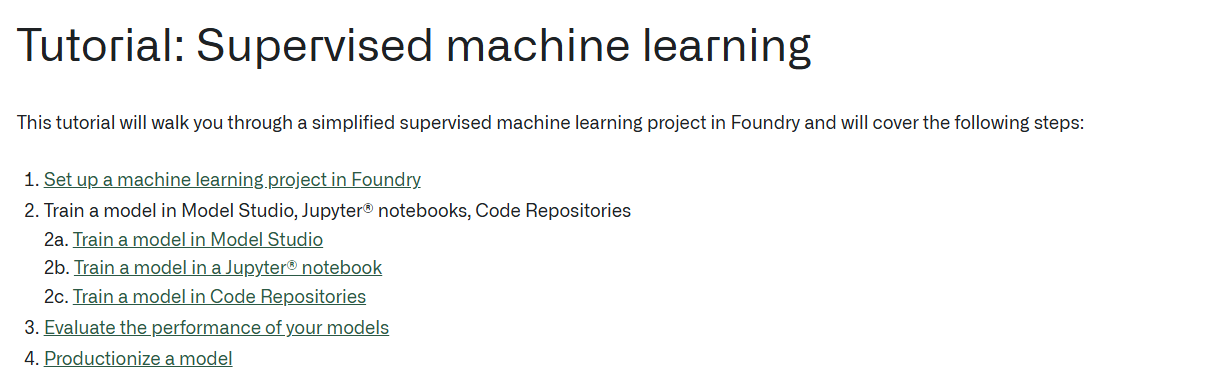 Tutorial: Supervised machine learning
This tutorial will walk you through a simplified supervised machine learning project in Foundry and will cover the following steps:
1. Set up a machine learning project in Foundry
2. Train a model in Model Studio, Jupyter® notebooks, Code Repositories
2a. Train a model in Model Studio
2b. Train a model in a Jupyter® notebook
2c. Train a model in Code Repositories
3. Evaluate the performance of your models
4. Productionize a model